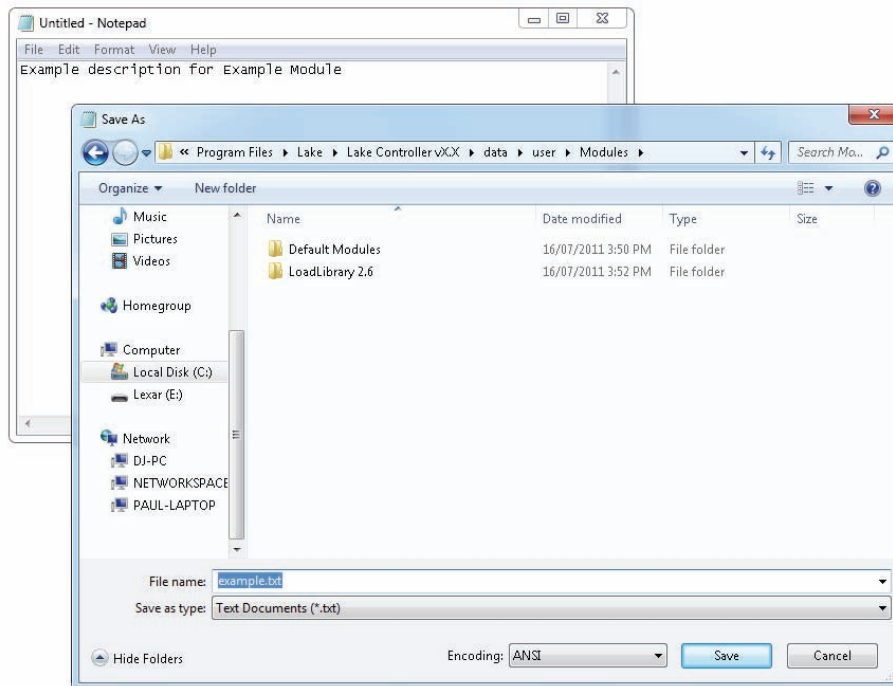 Untitled - Notepad
File Edit Format View Help
Example description for Example Module
Save As
« Program Files Lake Lake Controller vX.X data user Modules
Search Mo...
Organize New folder
Name Date modified Type Size
Music
Pictures
Videos
Homegroup
Computer
Local Disk (C:)
Lexar (E:)
Network
DJ-PC
NETWORKSPACE
PAUL-LAPTOP
Default Modules 16/07/2011 3:50 PM File folder
LoadLibrary 2.6 16/07/2011 3:52 PM File folder
File name: example.txt
Save as type: Text Documents (*.txt)
Hide Folders
Encoding: ANSI
Save
Cancel